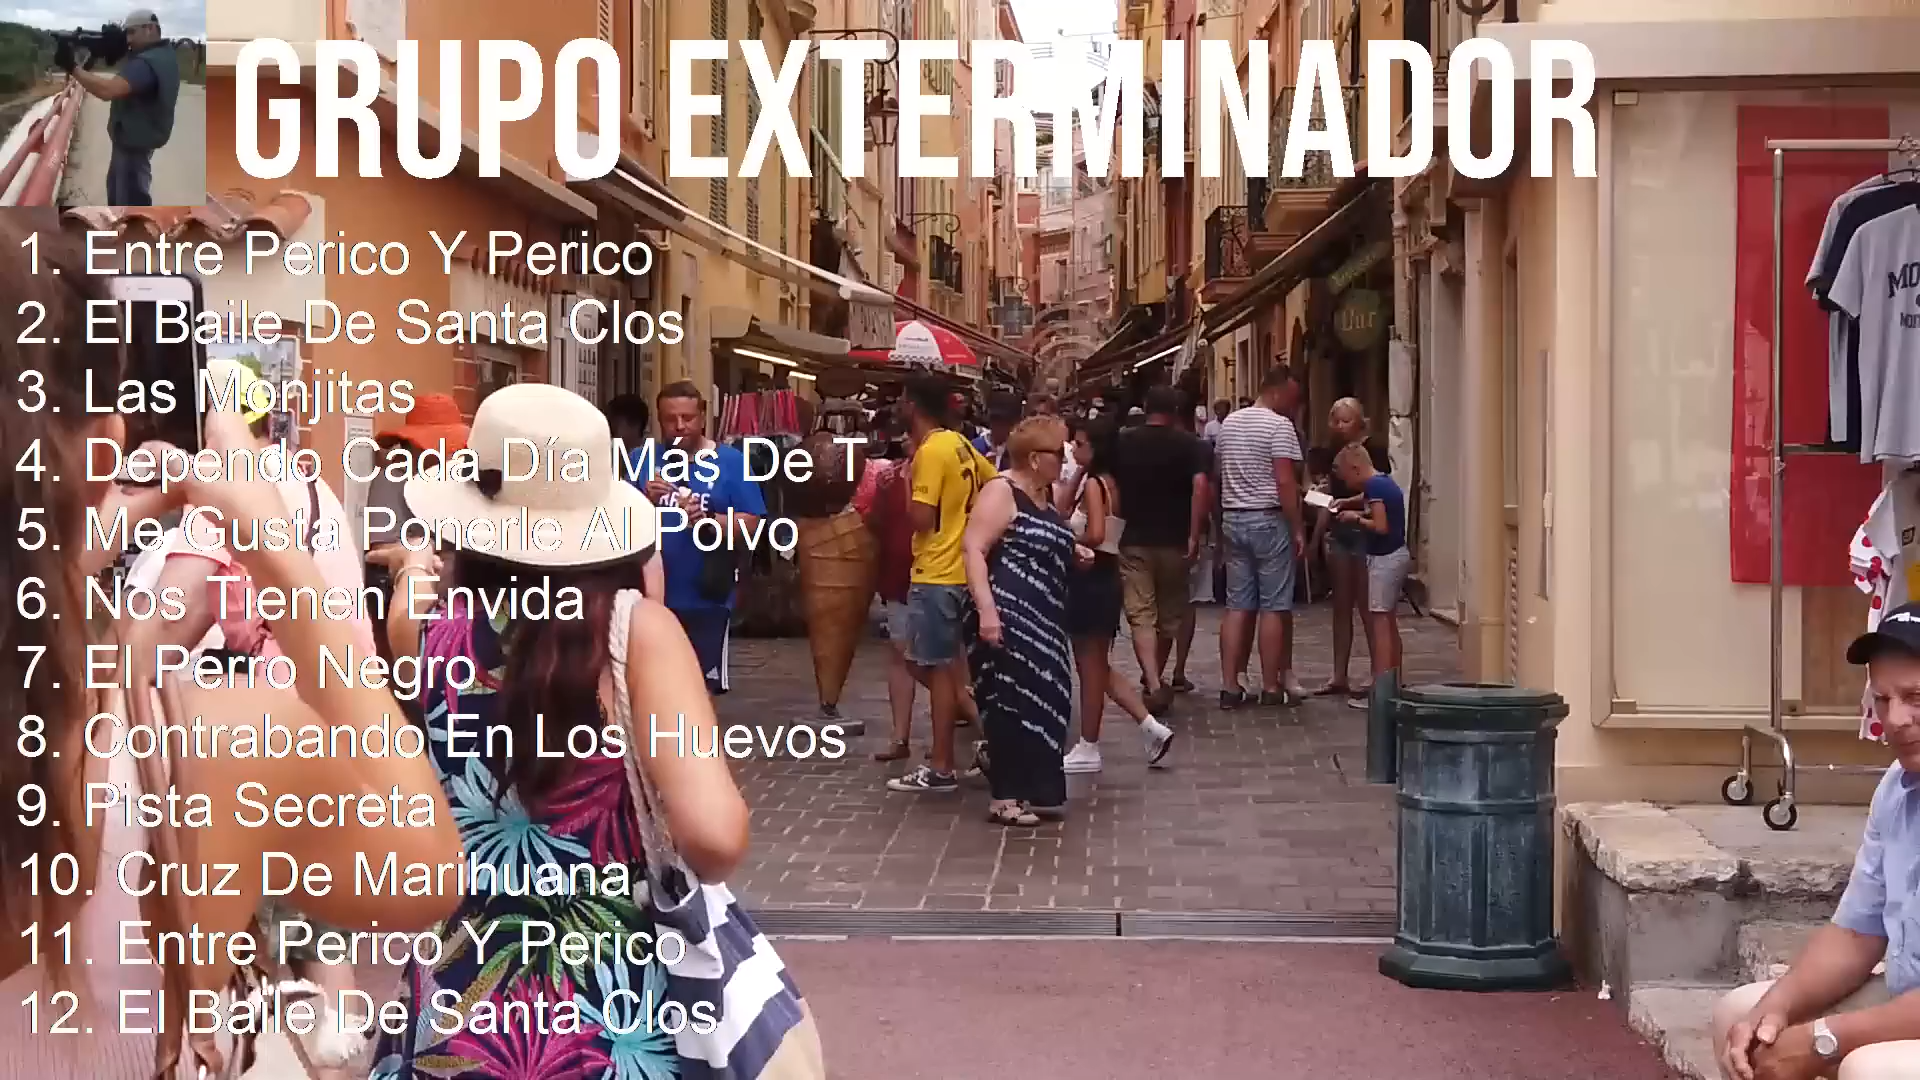 GRUPO EXTERMINADOR
1. Entre Perico Y Perico
2. El Baile De Santa Clos
3. Las Monjitas
4. Dependo Cada Día Más De T
5. Me Gusta Ponerle Al Polvo
6. Nos Tienen Envida
7. El Perro Negro
8. Contrabando En Los Huevos
9. Pista Secreta
10. Cruz De Marihuana
11. Entre Perico Y Perico
12. El Baile De Santa Clos